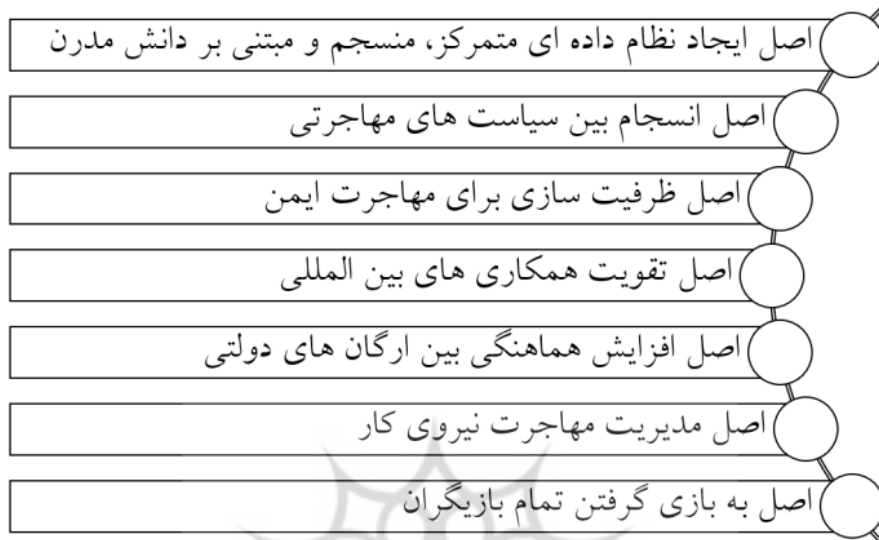 اصل ایجاد نظام داده ای متمرکز، منسجم و مبتنی بر دانش مدرن
اصل انسجام بین سیاست های مهاجرتی
اصل ظرفیت سازی برای مهاجرت ایمن
اصل تقویت همکاری های بین المللی
اصل افزایش هماهنگی بین ارگان های دولتی
اصل مدیریت مهاجرت نیروی کار
اصل به بازی گرفتن تمام بازیگران